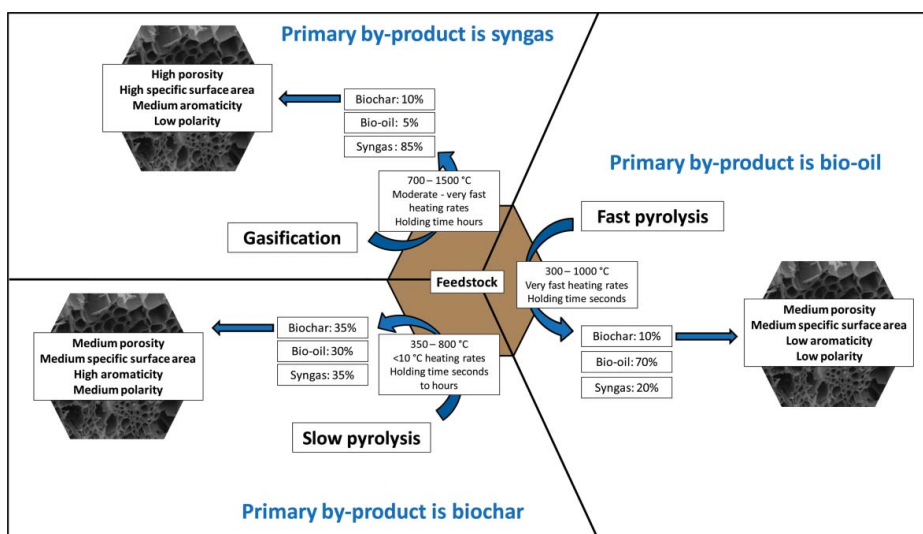 Primary by-product is syngas
High porosity
High specific surface area
Medium aromaticity
Low polarity
Biochar: 10%
Bio-oil: 5%
Syngas: 85%
700 – 1500 °C
Moderate - very fast
heating rates
Holding time hours
Gasification
Primary by-product is bio-oil
Fast pyrolysis
300 – 1000 °C
Very fast heating rates
Holding time seconds
Biochar: 10%
Bio-oil: 70%
Syngas: 20%
Medium porosity
Medium specific surface area
Low aromaticity
Low polarity
Feedstock
Medium porosity
Medium specific surface area
High aromaticity
Medium polarity
Biochar: 35%
Bio-oil: 30%
Syngas: 35%
350 – 800 °C
<10 °C heating rates
Holding time seconds
to hours
Slow pyrolysis
Primary by-product is biochar